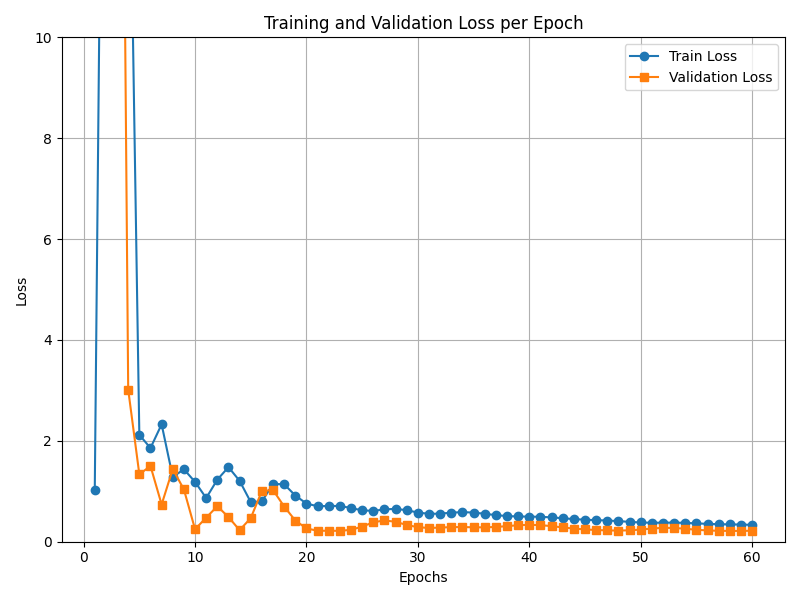 Training and Validation Loss per Epoch
Train Loss
Validation Loss
Loss
10
8
6
4
2
0
0 10 20 30 40 50 60
Epochs